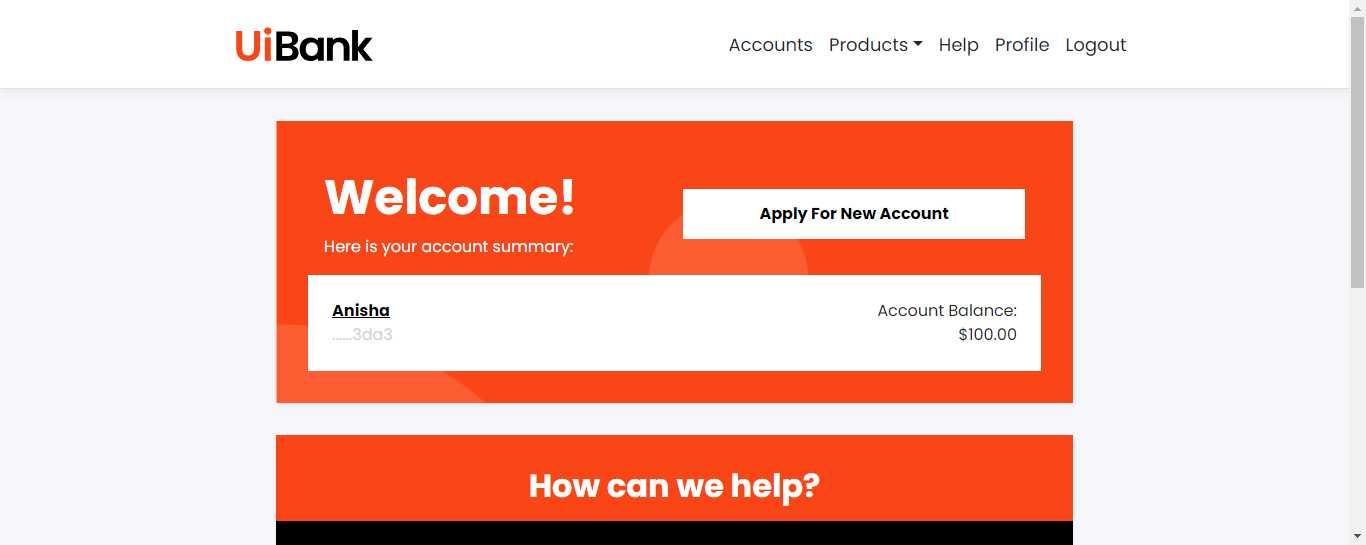 UiBank
Accounts Products Help Profile Logout
Welcome!
Apply For New Account
Here is your account summary:
Anisha Account Balance:
......3da3 $100.00
How can we help?